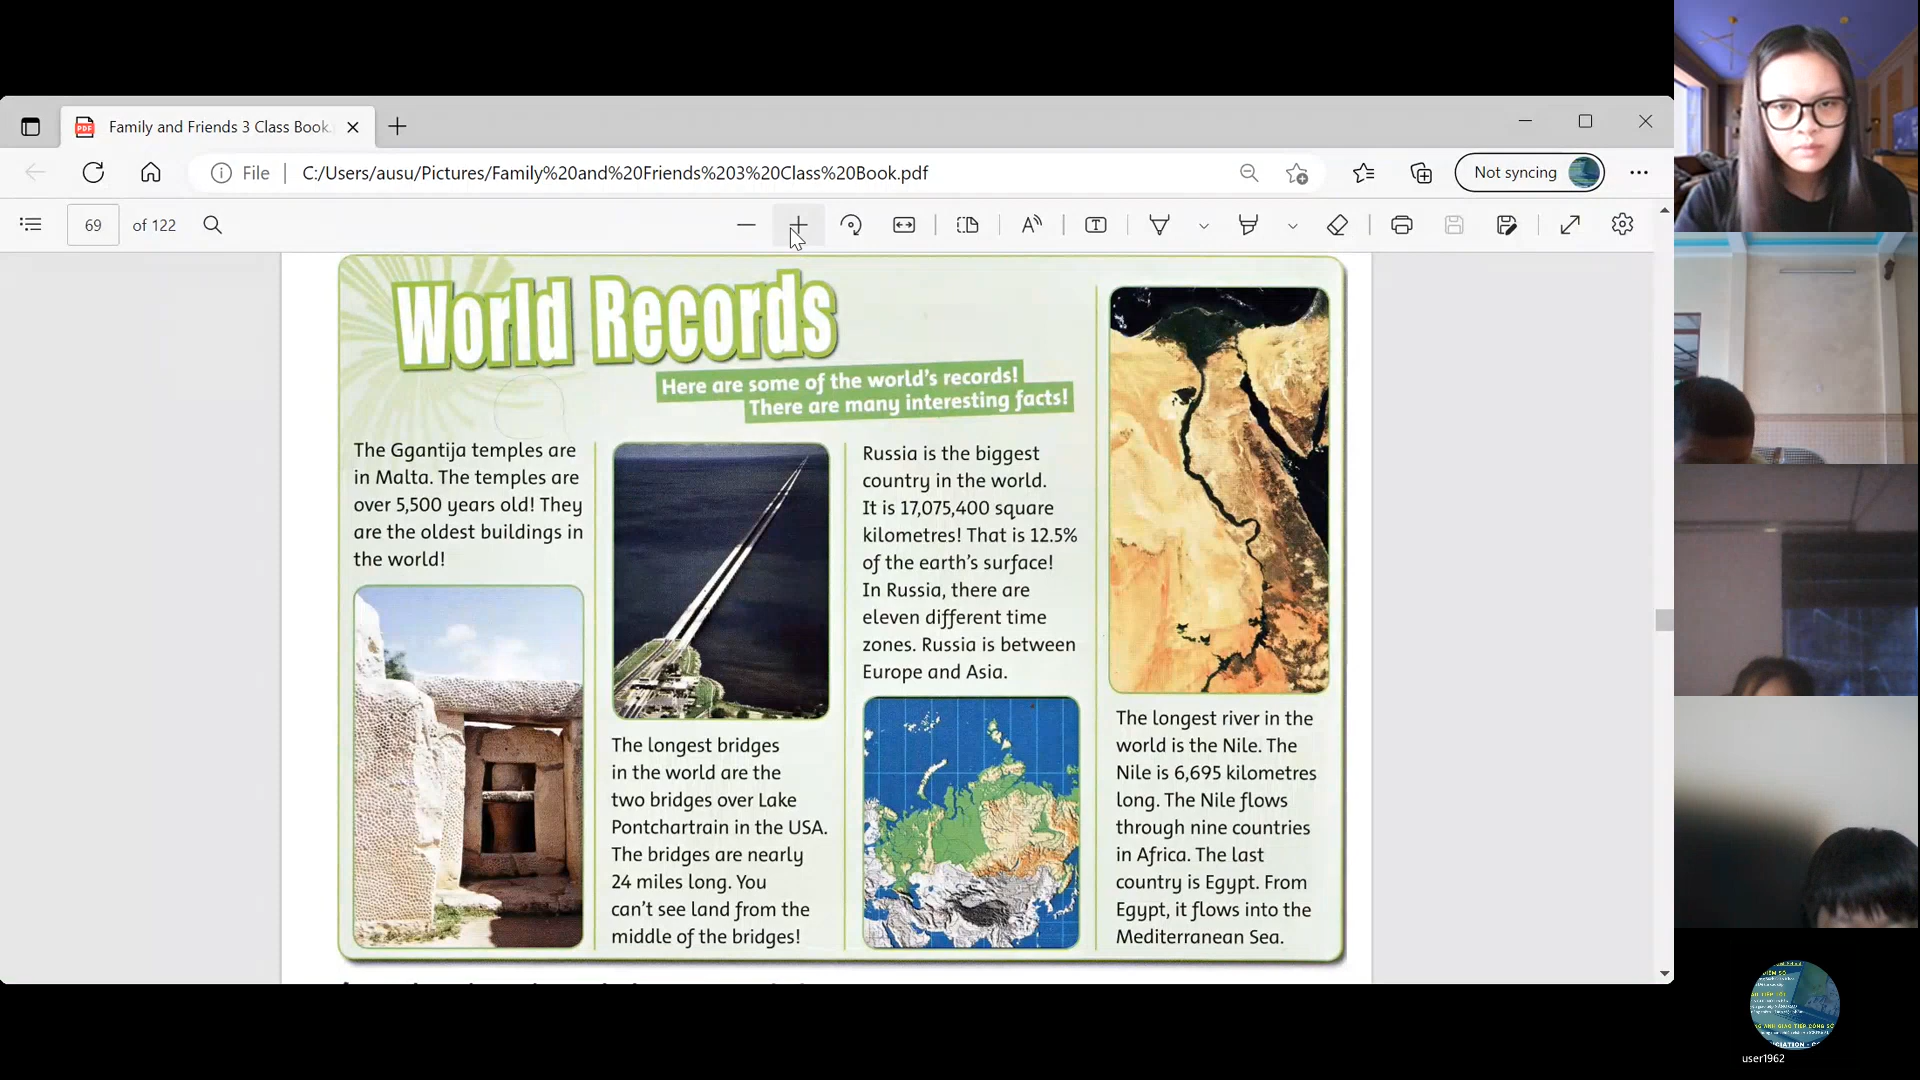 Family and Friends 3 Class Book.
File
C:/Users/ausu/Pictures/Family%20and%20Friends%203%20Class%20Book.pdf
Not syncing
69
of 122
World Records
Here are some of the world's records!
There are many interesting facts!
The Ggantija temples are
in Malta. The temples are
over 5,500 years old! They
are the oldest buildings in
the world!
The longest bridges
in the world are the
two bridges over Lake
Pontchartrain in the USA.
The bridges are nearly
24 miles long. You
can't see land from the
middle of the bridges!
Russia is the biggest
country in the world.
It is 17,075,400 square
kilometres! That is 12.5%
of the earth's surface!
In Russia, there are
eleven different time
zones. Russia is between
Europe and Asia.
The longest river in the
world is the Nile. The
Nile is 6,695 kilometres
long. The Nile flows
through nine countries
in Africa. The last
country is Egypt. From
Egypt, it flows into the
Mediterranean Sea.
user1962